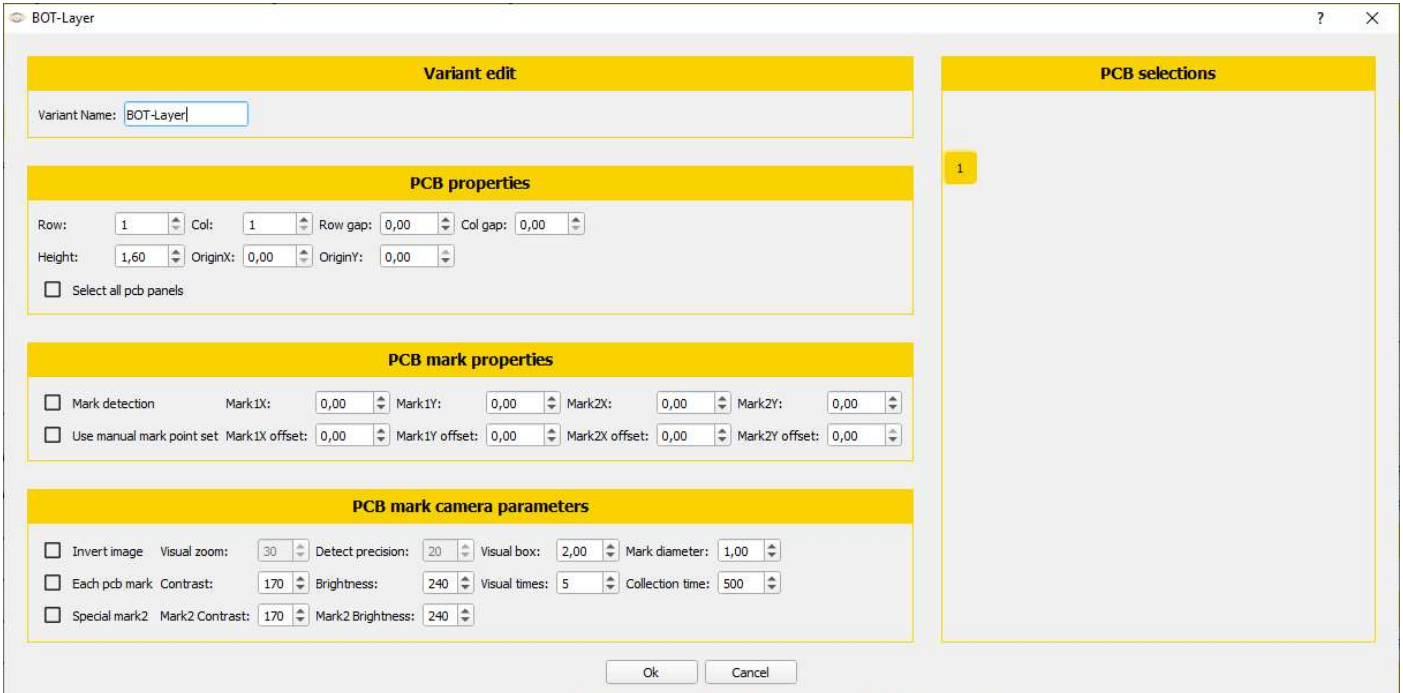 BOT-Layer ?
Variant edit
Variant Name: BOT-Layer
PCB properties
Row: 1 Col: 1 Row gap: 0,00 Col gap: 0,00
Height: 1,60 OriginX: 0,00 OriginY: 0,00
Select all pcb panels
PCB mark properties
Mark detection Mark1X: 0,00 Mark1Y: 0,00 Mark2X: 0,00 Mark2Y: 0,00
Use manual mark point set Mark1X offset: 0,00 Mark1Y offset: 0,00 Mark2X offset: 0,00 Mark2Y offset: 0,00
PCB mark camera parameters
Invert image Visual zoom: 30 Detect precision: 20 Visual box: 2,00 Mark diameter: 1,00
Each pcb mark Contrast: 170 Brightness: 240 Visual times: 5 Collection time: 500
Special mark2 Mark2 Contrast: 170 Mark2 Brightness: 240
PCB selections
1
Ok Cancel